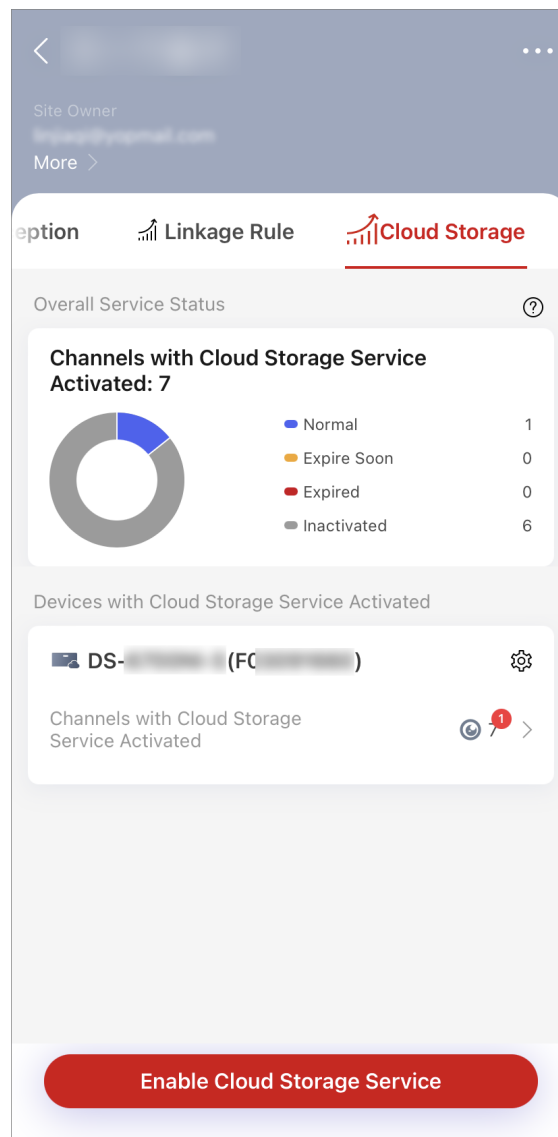 Site Owner
More
eption
Linkage Rule
Cloud Storage
Overall Service Status
Channels with Cloud Storage Service
Activated: 7
Normal 1
Expire Soon 0
Expired 0
Inactivated 6
Devices with Cloud Storage Service Activated
DS- (F )
Channels with Cloud Storage
Service Activated
7 1
Enable Cloud Storage Service